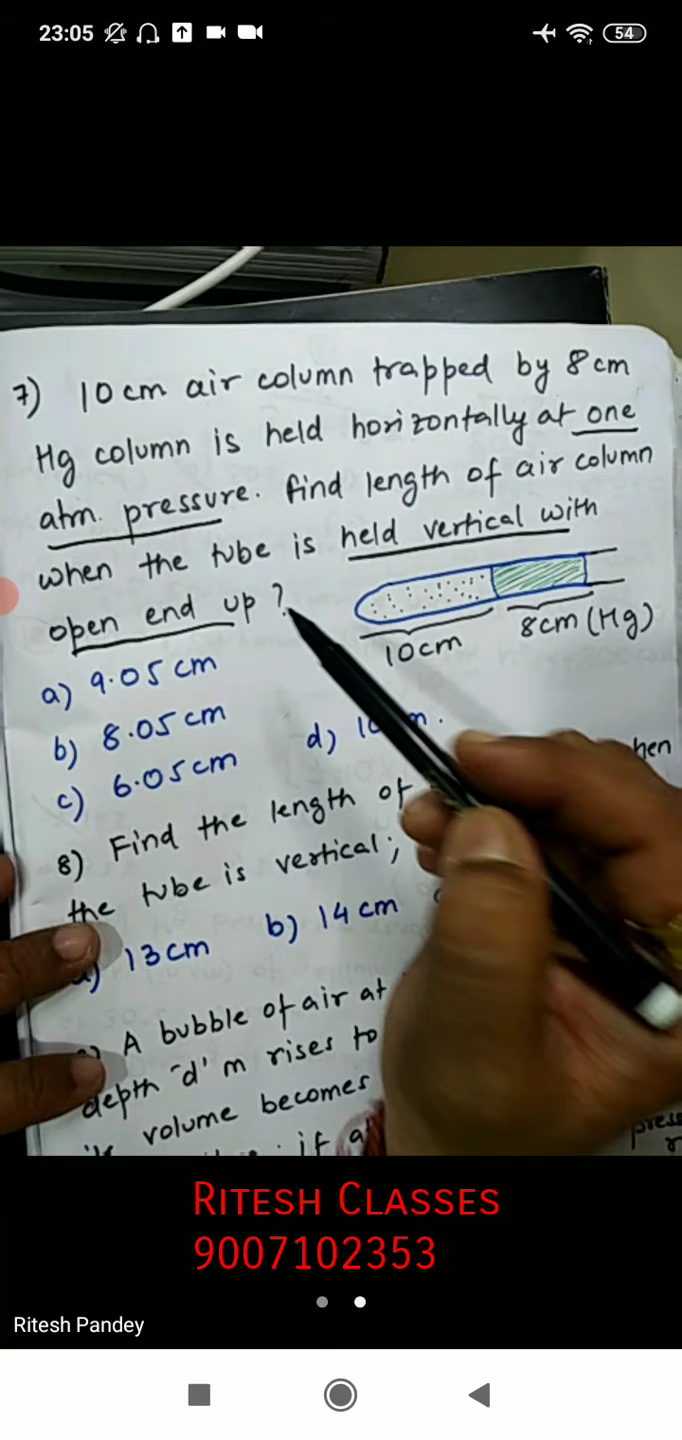 23:05
54
7) 10 cm air column trapped by 8 cm
Hg column is held horizontally at one
atm. pressure. find length of air column
when the tube is held vertical with
open end up ?
10cm
8cm (Hg)
a) 9.05 cm
b) 8.05 cm
c) 6.05 cm
d)
8) Find the length of
the tube is vertical;
13cm
b) 14 cm
A bubble of air at
depth 'd' m rises to
volume becomes
if
RITESH CLASSES
9007102353
Ritesh Pandey